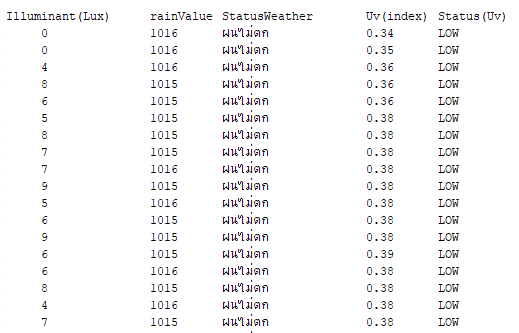 Illuminant(Lux) rainValue StatusWeather Uv(index) Status(Uv)
0 1016 ฝนไม่ตก 0.34 LOW
0 1016 ฝนไม่ตก 0.35 LOW
4 1016 ฝนไม่ตก 0.36 LOW
8 1015 ฝนไม่ตก 0.36 LOW
6 1015 ฝนไม่ตก 0.36 LOW
5 1015 ฝนไม่ตก 0.38 LOW
8 1015 ฝนไม่ตก 0.38 LOW
7 1015 ฝนไม่ตก 0.38 LOW
7 1016 ฝนไม่ตก 0.38 LOW
9 1015 ฝนไม่ตก 0.38 LOW
5 1016 ฝนไม่ตก 0.38 LOW
6 1015 ฝนไม่ตก 0.38 LOW
9 1015 ฝนไม่ตก 0.38 LOW
6 1015 ฝนไม่ตก 0.39 LOW
6 1016 ฝนไม่ตก 0.38 LOW
8 1015 ฝนไม่ตก 0.38 LOW
4 1016 ฝนไม่ตก 0.38 LOW
7 1015 ฝนไม่ตก 0.38 LOW